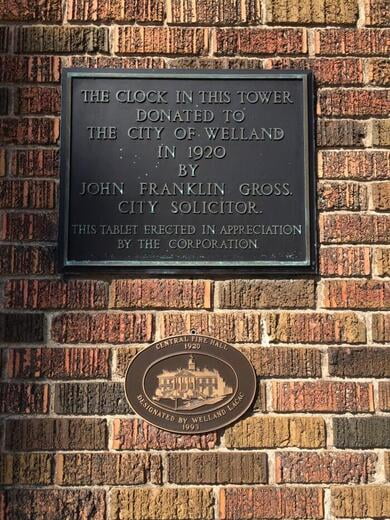 THE CLOCK IN THIS TOWER
DONATED TO
THE CITY OF WELLAND
IN 1920
BY
JOHN FRANKLIN GROSS.
CITY SOLICITOR.
THIS TABLET ERECTED IN APPRECIATION
BY THE CORPORATION.
CENTRAL FIRE HALL
1920
DESIGNATED BY WELLAND LACAC
1993